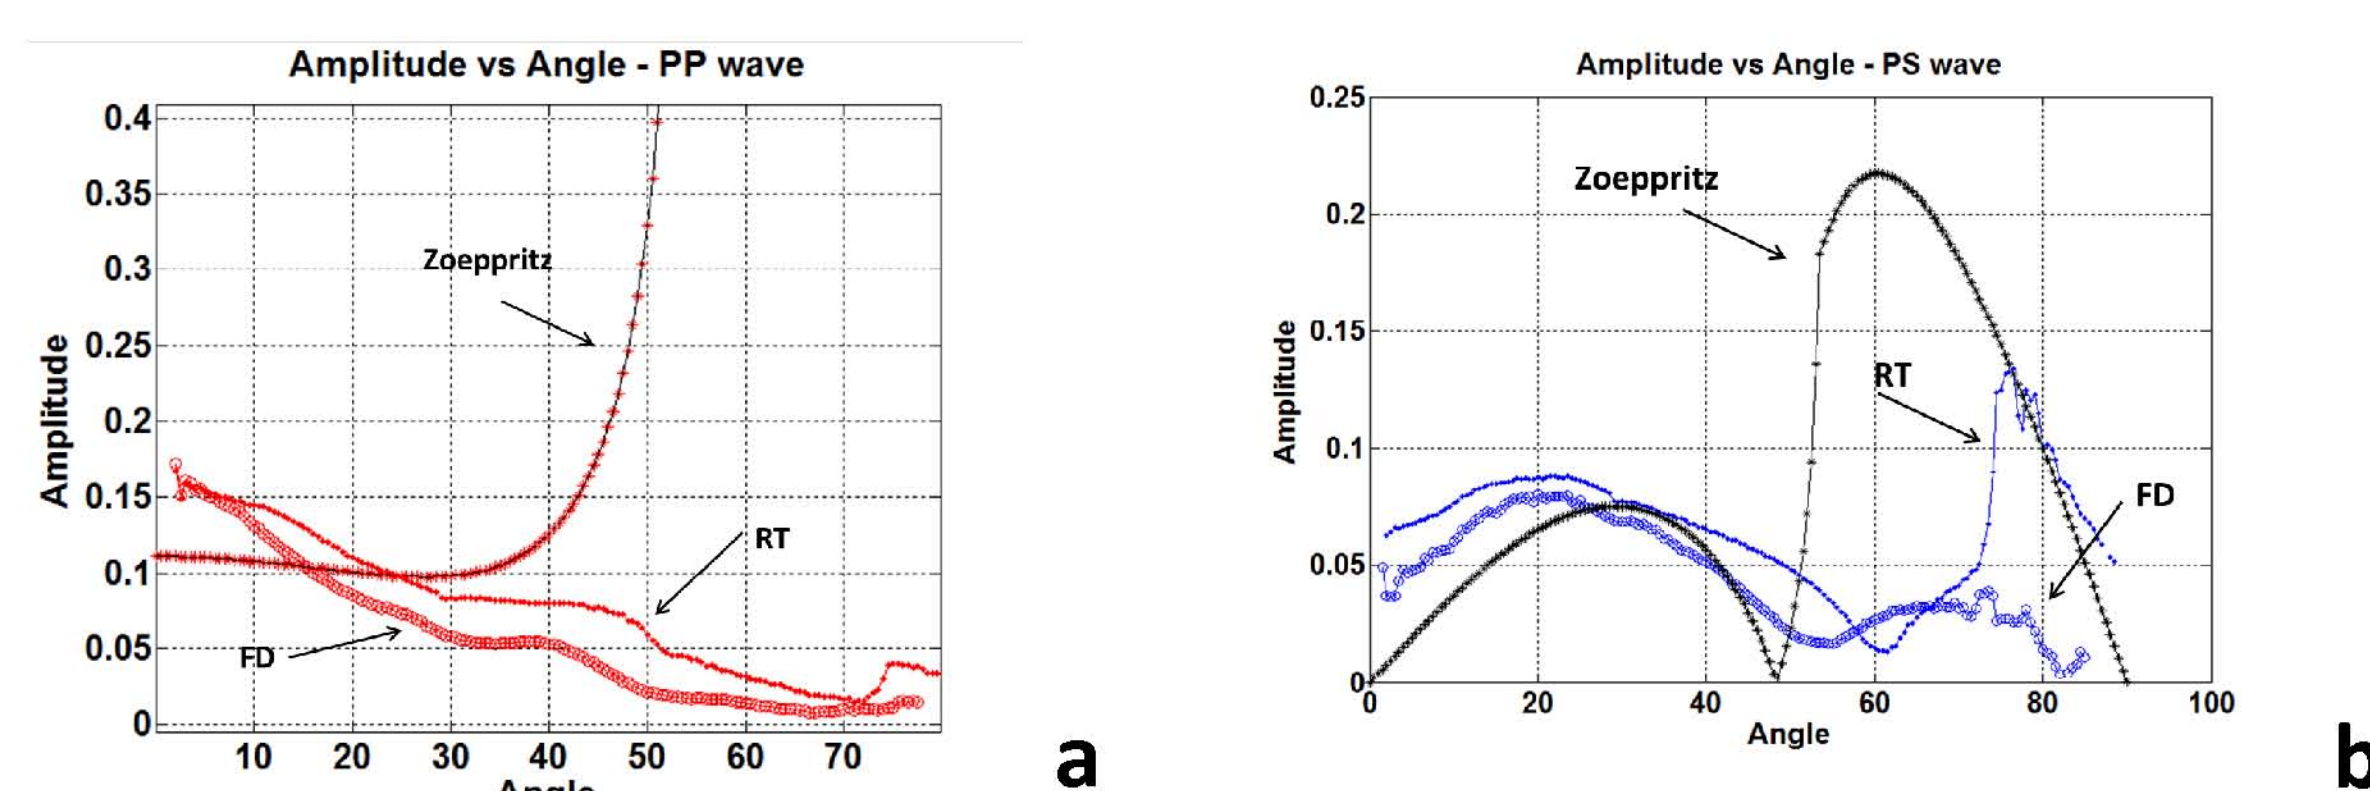 Amplitude vs Angle - PP wave
0.4
0.35
0.3
0.25
0.2
0.15
0.1
0.05
0
Amplitude
Zoeppritz
RT
FD
10 20 30 40 50 60 70
Angle
a
Amplitude vs Angle - PS wave
0.25
0.2
0.15
0.1
0.05
0
Amplitude
Zoeppritz
RT
FD
0 20 40 60 80 100
Angle
b